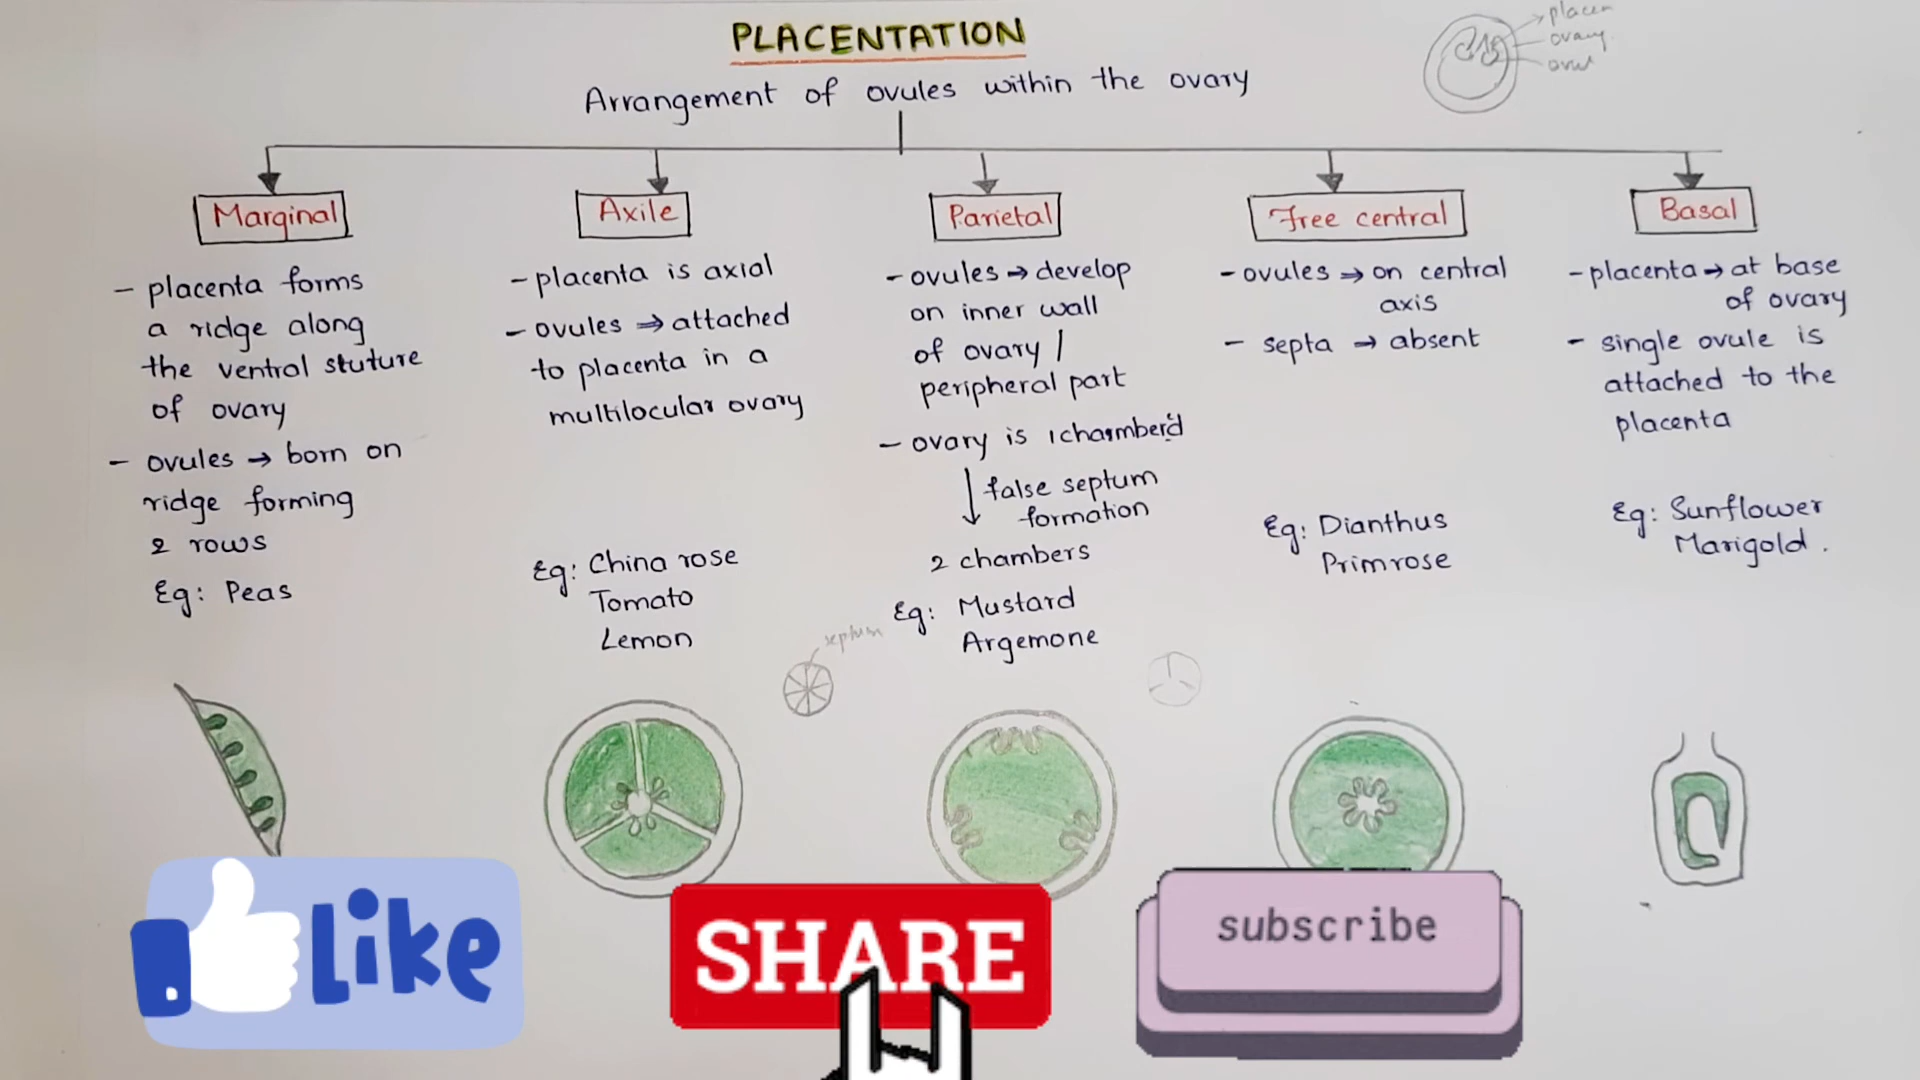 PLACENTATION
Arrangement of ovules within the ovary
placen
ovary
Marginal
- placenta forms
a ridge along
the ventral stuture
of ovary
- ovules → born on
ridge forming
2 rows
Eg: Peas
Axile
- placenta is axial
- ovules ⇒ attached
to placenta in a
multilocular ovary
Eg: China rose
Tomato
Lemon
septum
Parietal
- ovules → develop
on inner wall
of ovary /
peripheral part
- ovary is 1 chamber'd
↓ false septum
formation
2 chambers
Eg: Mustard
Argemone
Free central
- ovules → on central
axis
- septa → absent
Eg: Dianthus
Primrose
Basal
- placenta → at base
of ovary
- single ovule is
attached to the
placenta
Eg: Sunflower
Marigold.
Like
SHARE
subscribe